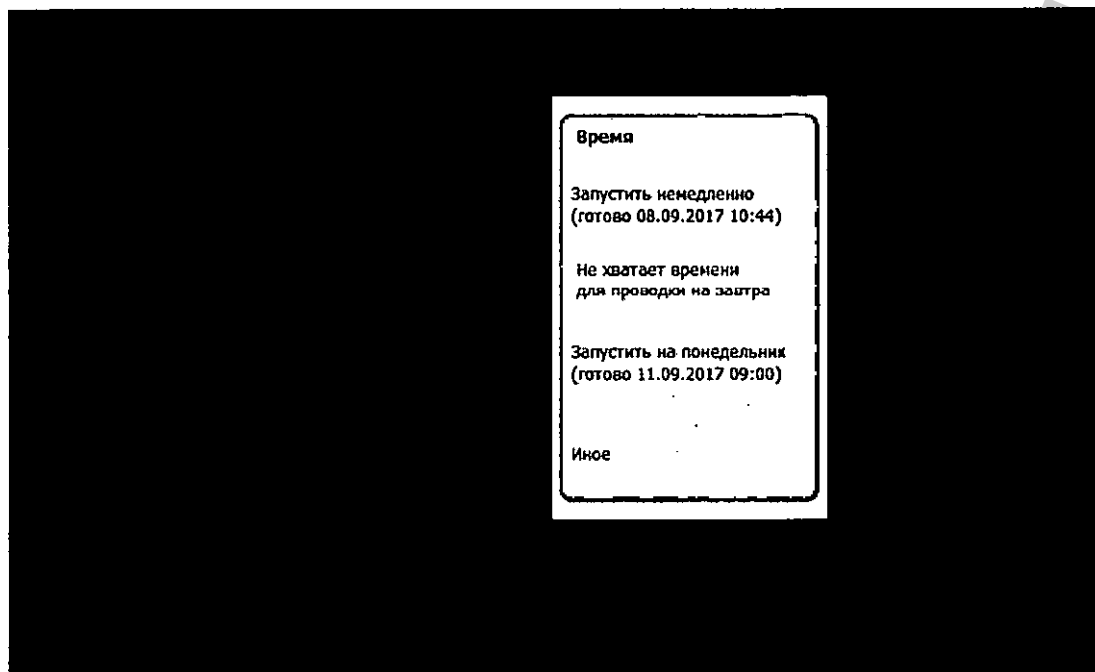 Время
Запустить немедленно
(готово 08.09.2017 10:44)
Не хватает времени
для проводки на завтра
Запустить на понедельник
(готово 11.09.2017 09:00)
Иное